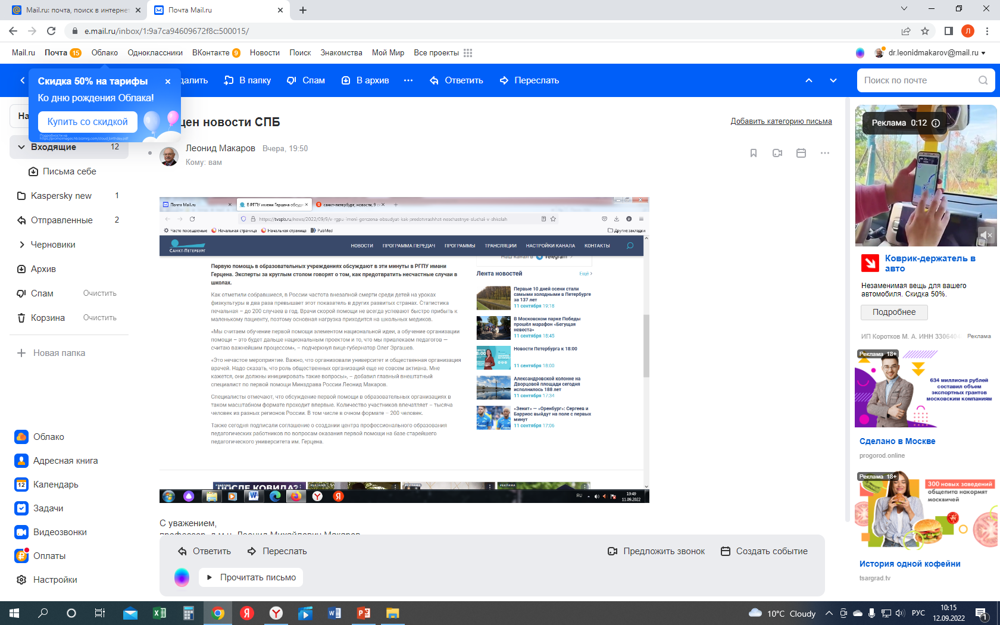 Mail.ru: почта, поиск в интернет
Почта Mail.ru
e.mail.ru/inbox/1:9a7ca94609672f8c:500015/
Л
Mail.ru
Почта 15
Облако
Одноклассники
ВКонтакте 9
Новости
Поиск
Знакомства
Мой Мир
Все проекты
dr.leonidmakarov@mail.ru
Скидка 50% на тарифы
Ко дню рождения Облака!
Купить со скидкой
далить
В папку
Спам
В архив
Ответить
Переслать
Поиск по почте
На
Входящие 12
Письма себе
Kaspersky new 1
Отправленные 2
Черновики
Архив
Спам Очистить
Корзина Очистить
Новая папка
Облако
Адресная книга
12
Календарь
Задачи
Видеозвонки
Оплаты
Настройки
цен новости СПБ
Добавить категорию письма
Леонид Макаров Вчера, 19:50
Кому: вам
Почта Mail.ru
В РГПУ имени Герцена обсуд
санкт-петербург, новости, 9 с
https://tvspb.ru/news/2022/09/9/v-rgpu-imeni-gerczena-obsudyat-kak-predotvrashhat-neschastnye-sluchai-v-shkolah
Часто посещаемые
Начальная страница
Начальная страница
PubMed
Другие закладки
САНКТ-ПЕТЕРБУРГ
НОВОСТИ
ПРОГРАММА ПЕРЕДАЧ
ПРОГРАММЫ
ТРАНСЛЯЦИИ
НАСТРОЙКИ КАНАЛА
КОНТАКТЫ
Наш канал в Telegram
Первую помощь в образовательных учреждениях обсуждают в эти минуты в РГПУ имени
Герцена. Эксперты за круглым столом говорят о том, как предотвратить несчастные случаи в
школах.
Как отметили собравшиеся, в России частота внезапной смерти среди детей на уроках
физкультуры в два раза превышает этот показатель в других развитых странах. Статистика
печальная – до 200 случаев в год. Врачи скорой помощи не всегда успевают быстро прибыть к
маленькому пациенту, поэтому основная нагрузка приходится на школьных медиков.
«Мы считаем обучение первой помощи элементом национальной идеи, а обучение организации
помощи – это будет дальше национальным проектом и то, что мы привлекаем педагогов —
считаю важнейшим процессом», – подчеркнул вице-губернатор Олег Эргашев.
«Это нечастое мероприятие. Важно, что организовали университет и общественная организация
врачей. Надо сказать, что роль общественных организаций еще не совсем активна. Мне
кажется, они должны инициировать такие вопросы», – добавил главный внештатный
специалист по первой помощи Минздрава России Леонид Макаров.
Специалисты отмечают, что обсуждение первой помощи в образовательных организациях в
таком масштабном формате проходит впервые. Количество участников впечатляет – тысяча
человек из разных регионов России. В том числе в очном формате – 200 человек.
Также сегодня подписали соглашение о создании центра профессионального образования
педагогических работников по вопросам оказания первой помощи на базе старейшего
педагогического университета им. Герцена.
Лента новостей Ещё
Первые 10 дней осени стали
самыми холодными в Петербурге
за 137 лет
11 сентября 19:18
В Московском парке Победы
прошёл марафон «Бегущая
невеста»
11 сентября 18:45
Новости Петербурга к 18:00
11 сентября 18:00
Александровской колонне на
Дворцовой площади сегодня
исполнилось 188 лет
11 сентября 17:34
«Зенит» — «Оренбург»: Сергеев и
Барриос выйдут на поле с первых
минут
11 сентября 17:06
ПОСЛЕ КОВИДА?
РЕКЛАМА
РЕКЛАМА
РЕКЛАМА
RU
19:49
11.09.2022
С уважением,
профессор, д.м.н. Леонид Михайлович Макаров
Ответить
Переслать
Предложить звонок
Создать событие
Прочитать письмо
Реклама 0:12
Коврик-держатель в
авто
Незаменимая вещь для вашего
автомобиля. Скидка 50%.
Подробнее
ИП Коротков М. А. ИНН 3306404
Реклама
Реклама 18+
634 миллиона рублей
составил объем
экспортных грантов
московским компаниям
Сделано в Москве
progorod.online
Реклама 18+
300 новых заведений
общепита накормят
москвичей
История одной кофейни
tsargrad.tv
10°C Cloudy
РУС
10:15
12.09.2022
1